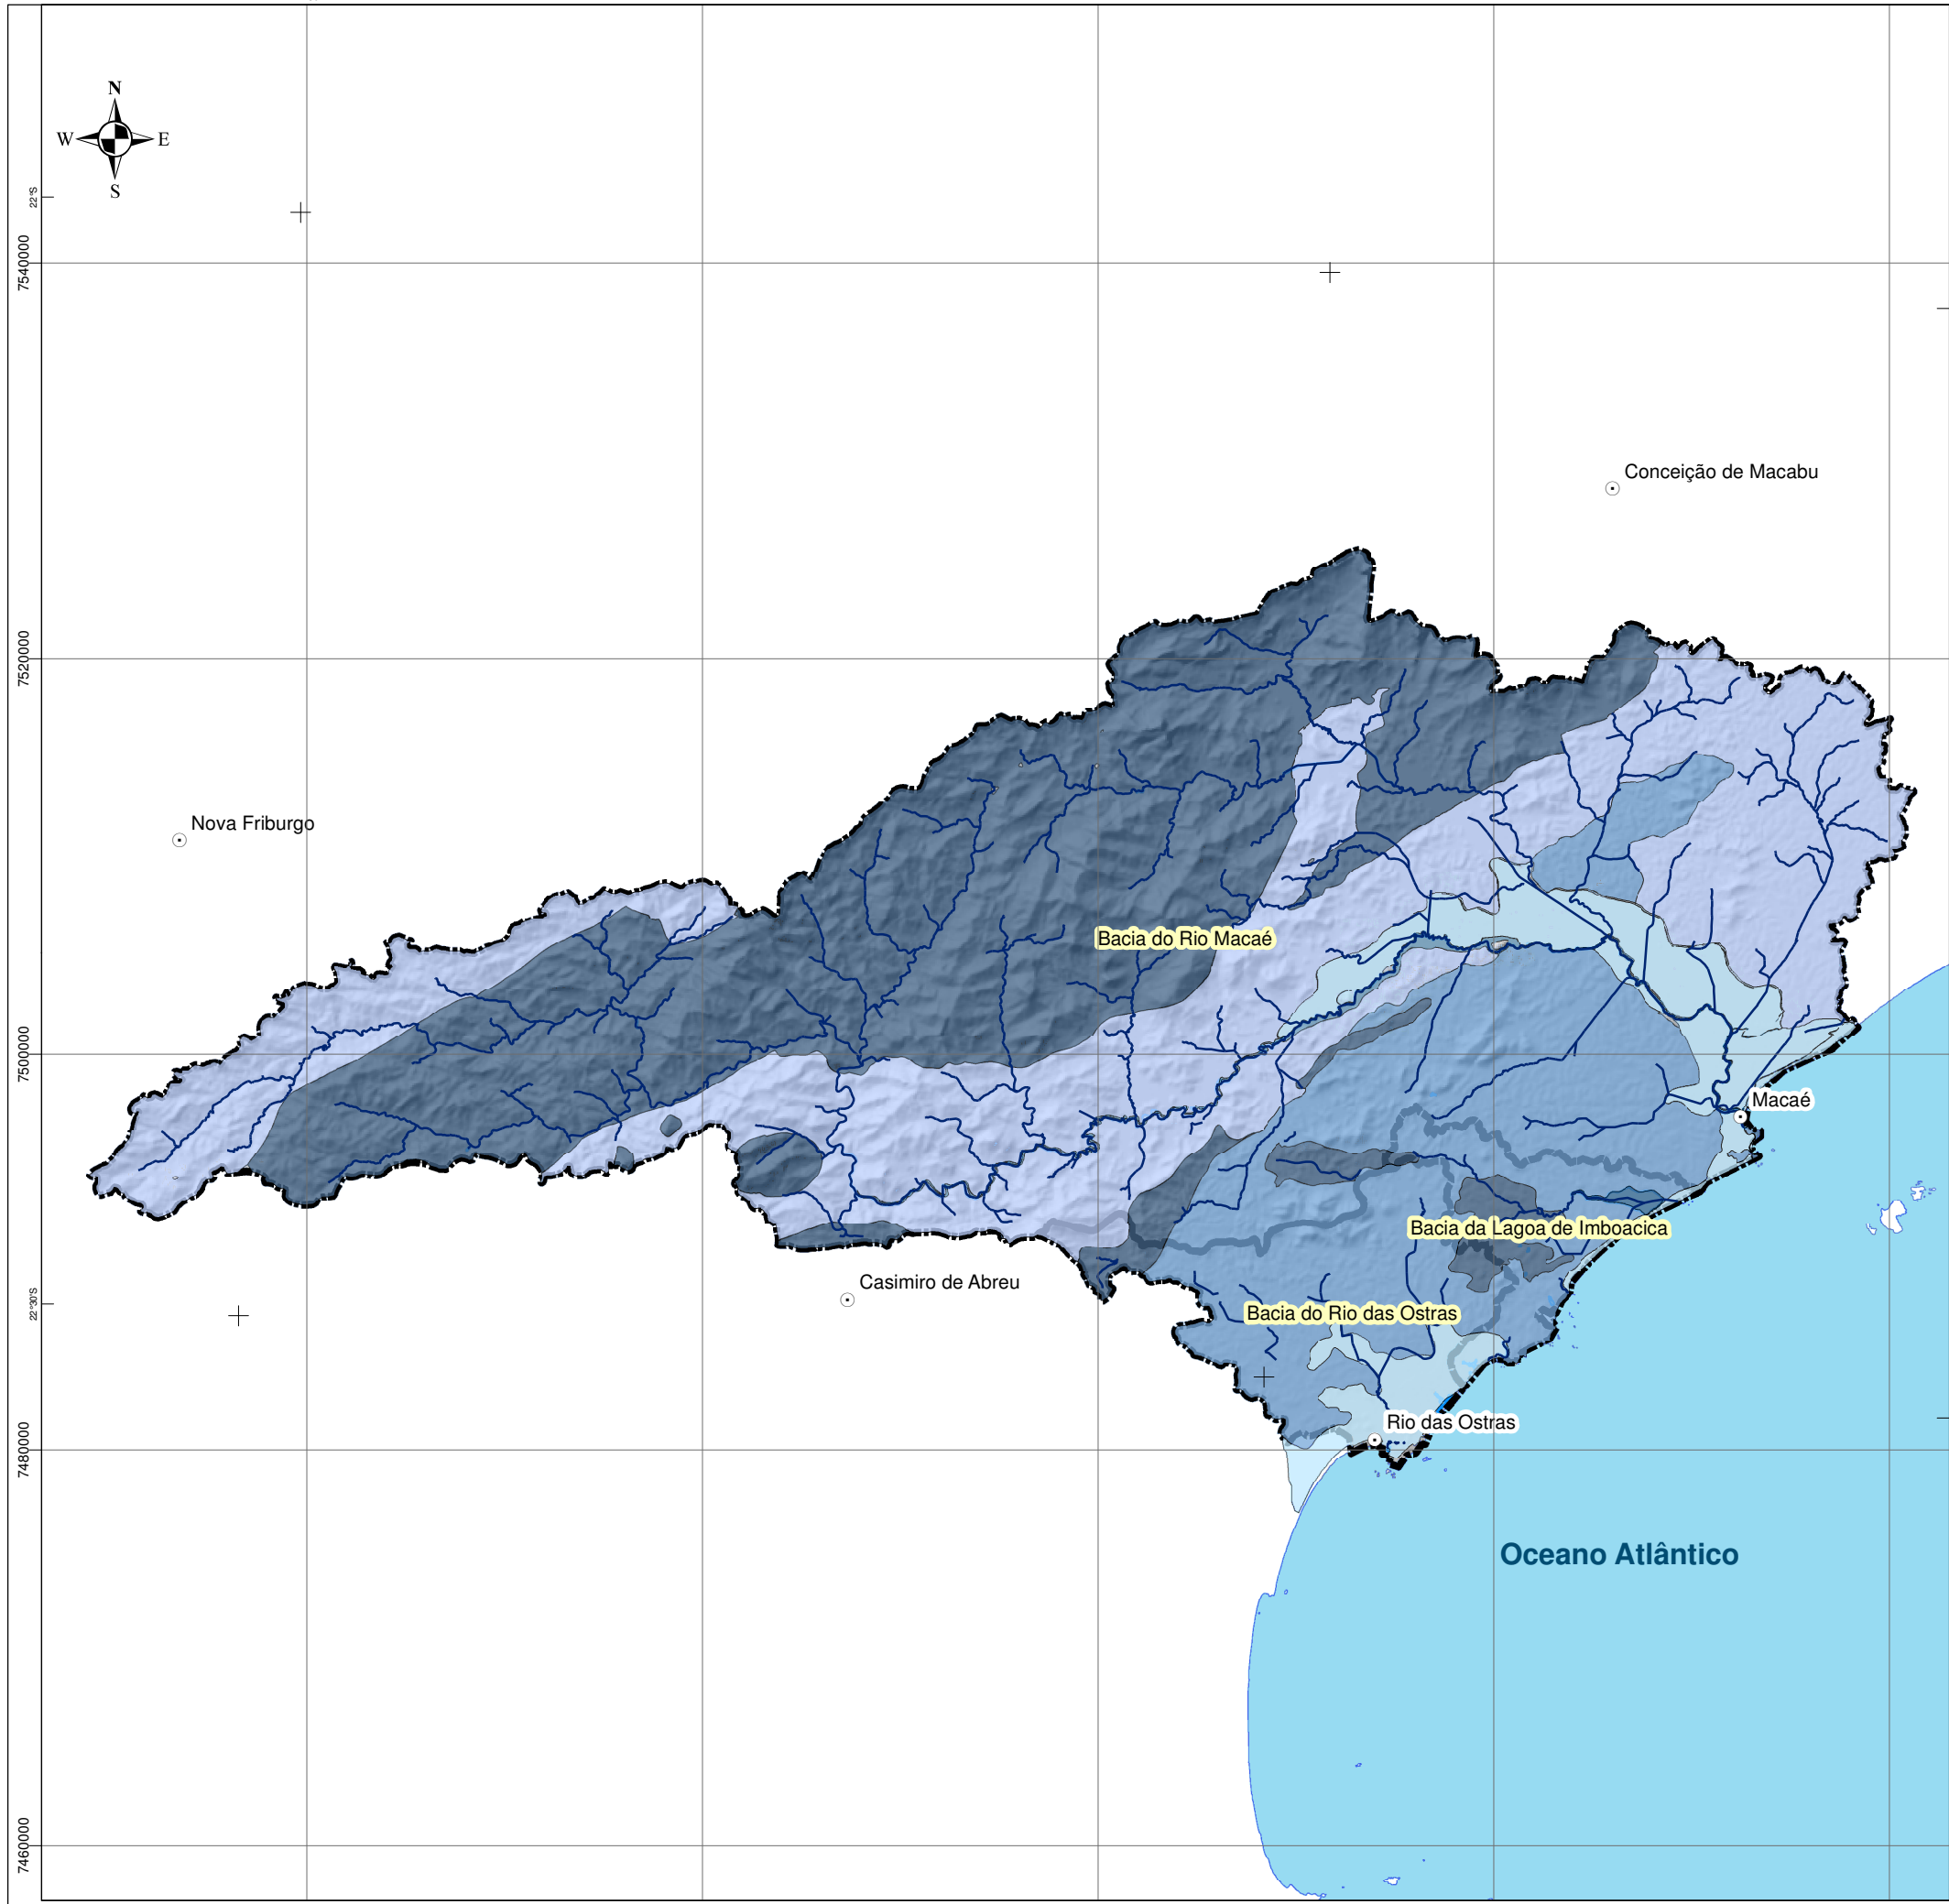 N
W E
S
22°S
7540000
Conceição de Macabu
7520000
Nova Friburgo
Bacia do Rio Macaé
7500000
Macaé
Bacia da Lagoa de Imboacica
Casimiro de Abreu
22°30'S
Bacia do Rio das Ostras
Rio das Ostras
7480000
Oceano Atlântico
7460000